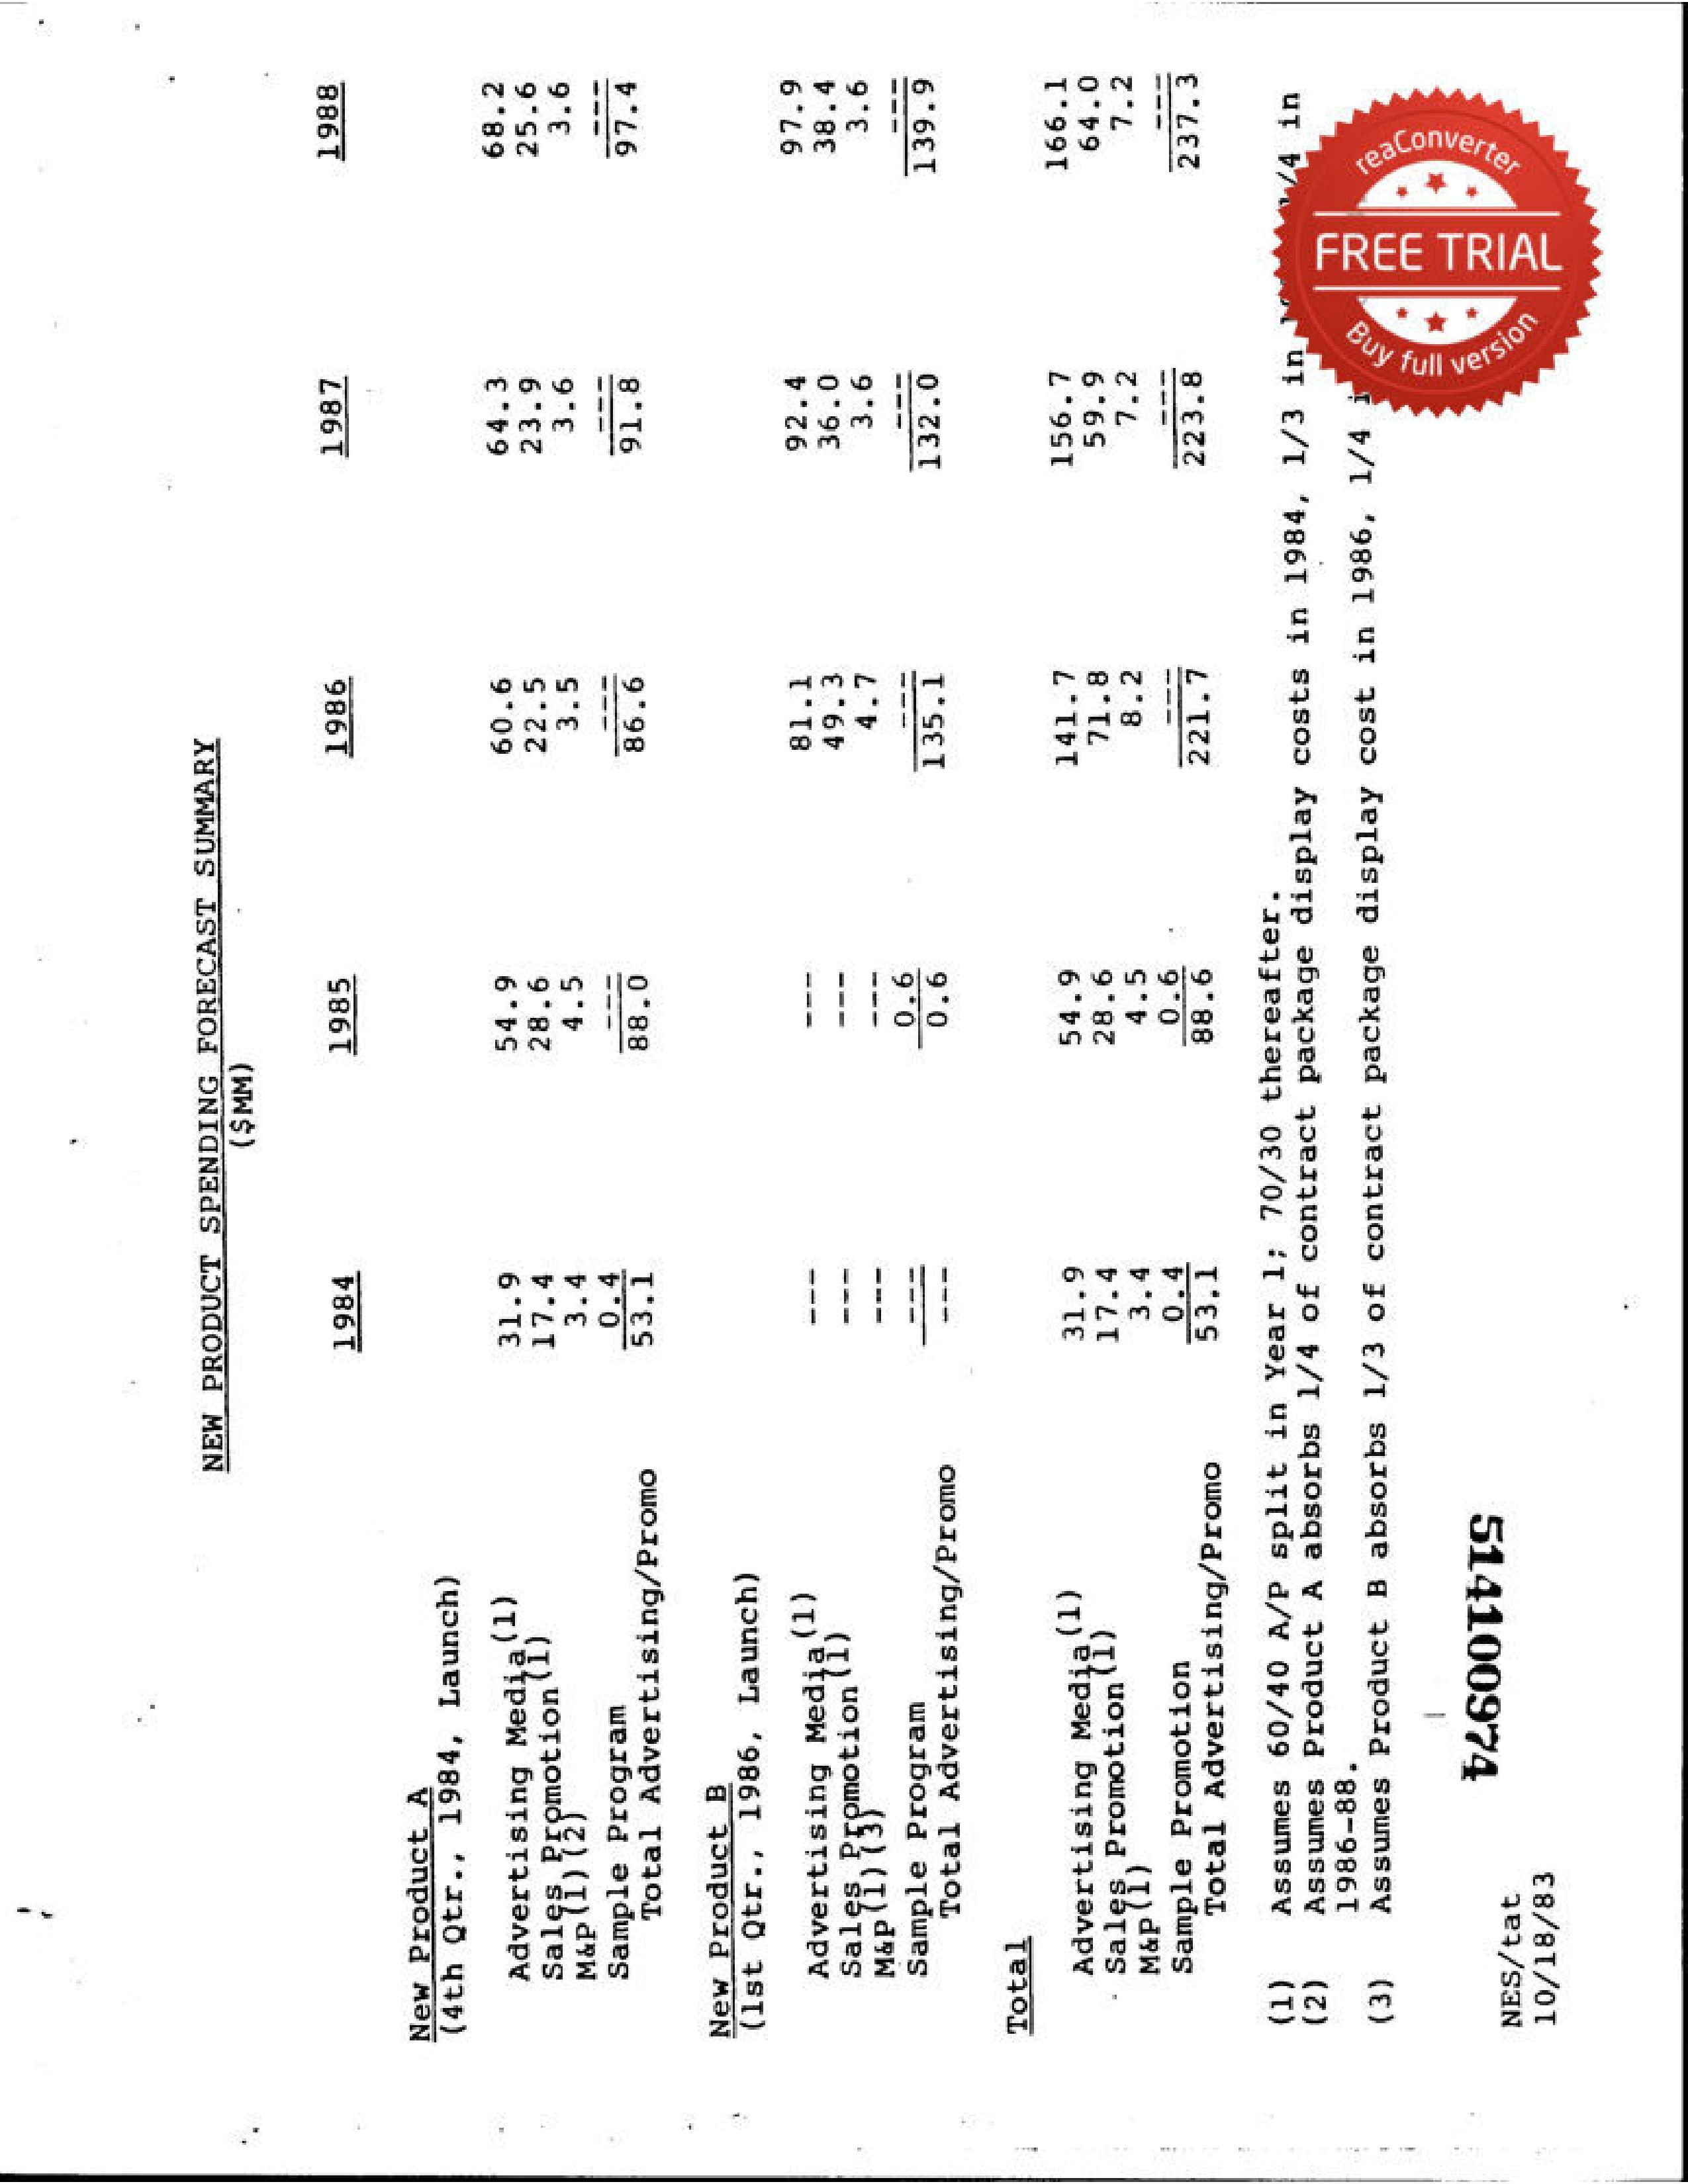 NEW PRODUCT SPENDING FORECAST SUMMARY
($MM)
1984 1985 1986 1987 1988
New Product A
(4th Qtr., 1984, Launch)
Advertising Media(1) 31.9 54.9 60.6 64.3 68.2
Sales Promotion(1) 17.4 28.6 22.5 23.9 25.6
M&P(1)(2) 3.4 4.5 3.5 3.6 3.6
Sample Program 0.4 --- --- --- ---
Total Advertising/Promo 53.1 88.0 86.6 91.8 97.4
New Product B
(1st Qtr., 1986, Launch)
Advertising Media(1) --- --- 81.1 92.4 97.9
Sales Promotion(1) --- --- 49.3 36.0 38.4
M&P(1)(3) --- --- 4.7 3.6 3.6
Sample Program --- 0.6 --- --- ---
Total Advertising/Promo --- 0.6 135.1 132.0 139.9
Total
Advertising Media(1) 31.9 54.9 141.7 156.7 166.1
Sales Promotion(1) 17.4 28.6 71.8 59.9 64.0
M&P(1) 3.4 4.5 8.2 7.2 7.2
Sample Promotion 0.4 0.6 --- --- ---
Total Advertising/Promo 53.1 88.6 221.7 223.8 237.3
(1) Assumes 60/40 A/P split in Year 1; 70/30 thereafter.
(2) Assumes Product A absorbs 1/4 of contract package display costs in 1984, 1/3 in 1/4 in
1986-88.
(3) Assumes Product B absorbs 1/3 of contract package display cost in 1986, 1/4
NES/tat
10/18/83
514100974
reaConverter
FREE TRIAL
Buy full version